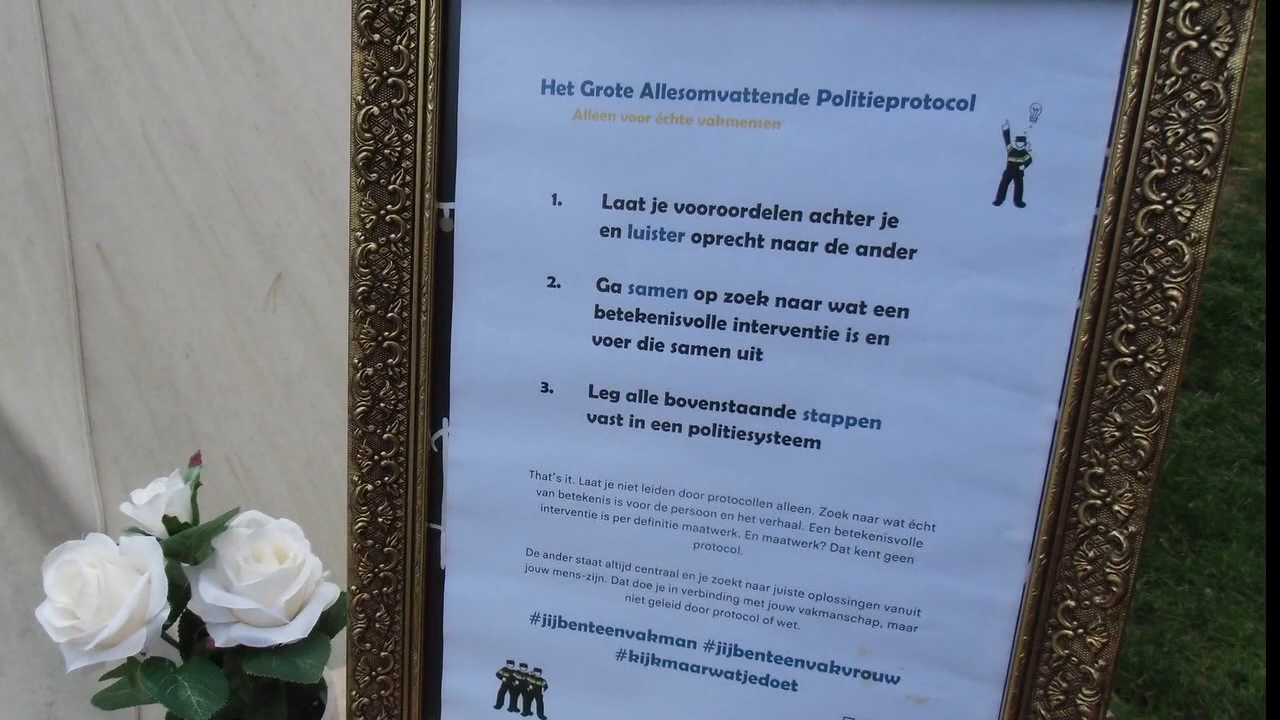 Het Grote Allesomvattende Politieprotocol
Alleen voor échte vakmensen
1. Laat je vooroordelen achter je
en luister oprecht naar de ander
2. Ga samen op zoek naar wat een
betekenisvolle interventie is en
voer die samen uit
3. Leg alle bovenstaande stappen
vast in een politiesysteem
That's it. Laat je niet leiden door protocollen alleen. Zoek naar wat écht
van betekenis is voor de persoon en het verhaal. Een betekenisvolle
interventie is per definitie maatwerk. En maatwerk? Dat kent geen
protocol.
De ander staat altijd centraal en je zoekt naar juiste oplossingen vanuit
jouw mens-zijn. Dat doe je in verbinding met jouw vakmanschap, maar
niet geleid door protocol of wet.
#jijbenteenvakman #jijbenteenvakvrouw
#kijkmaarwatjedoet